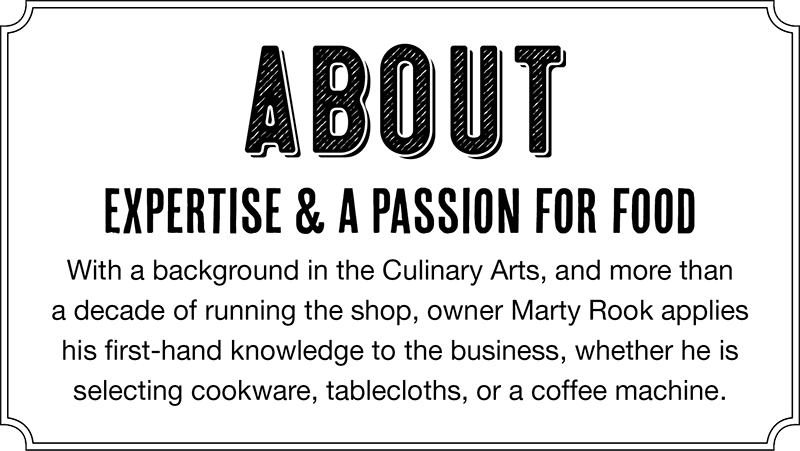 ABOUT
EXPERTISE & A PASSION FOR FOOD
With a background in the Culinary Arts, and more than
a decade of running the shop, owner Marty Rook applies
his first-hand knowledge to the business, whether he is
selecting cookware, tablecloths, or a coffee machine.